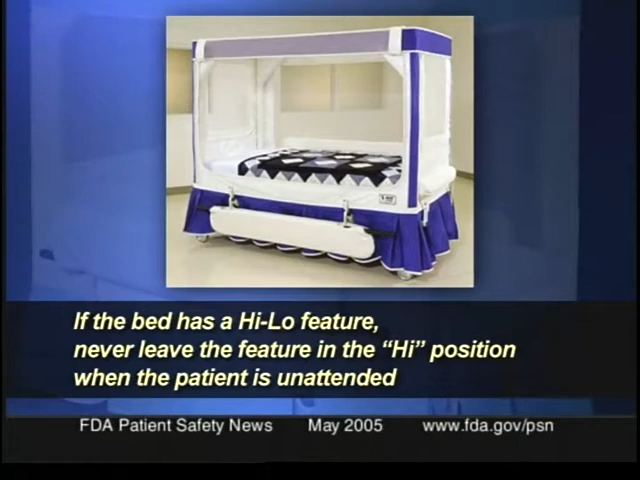 If the bed has a Hi-Lo feature,
never leave the feature in the “Hi” position
when the patient is unattended
FDA Patient Safety News May 2005 www.fda.gov/psn